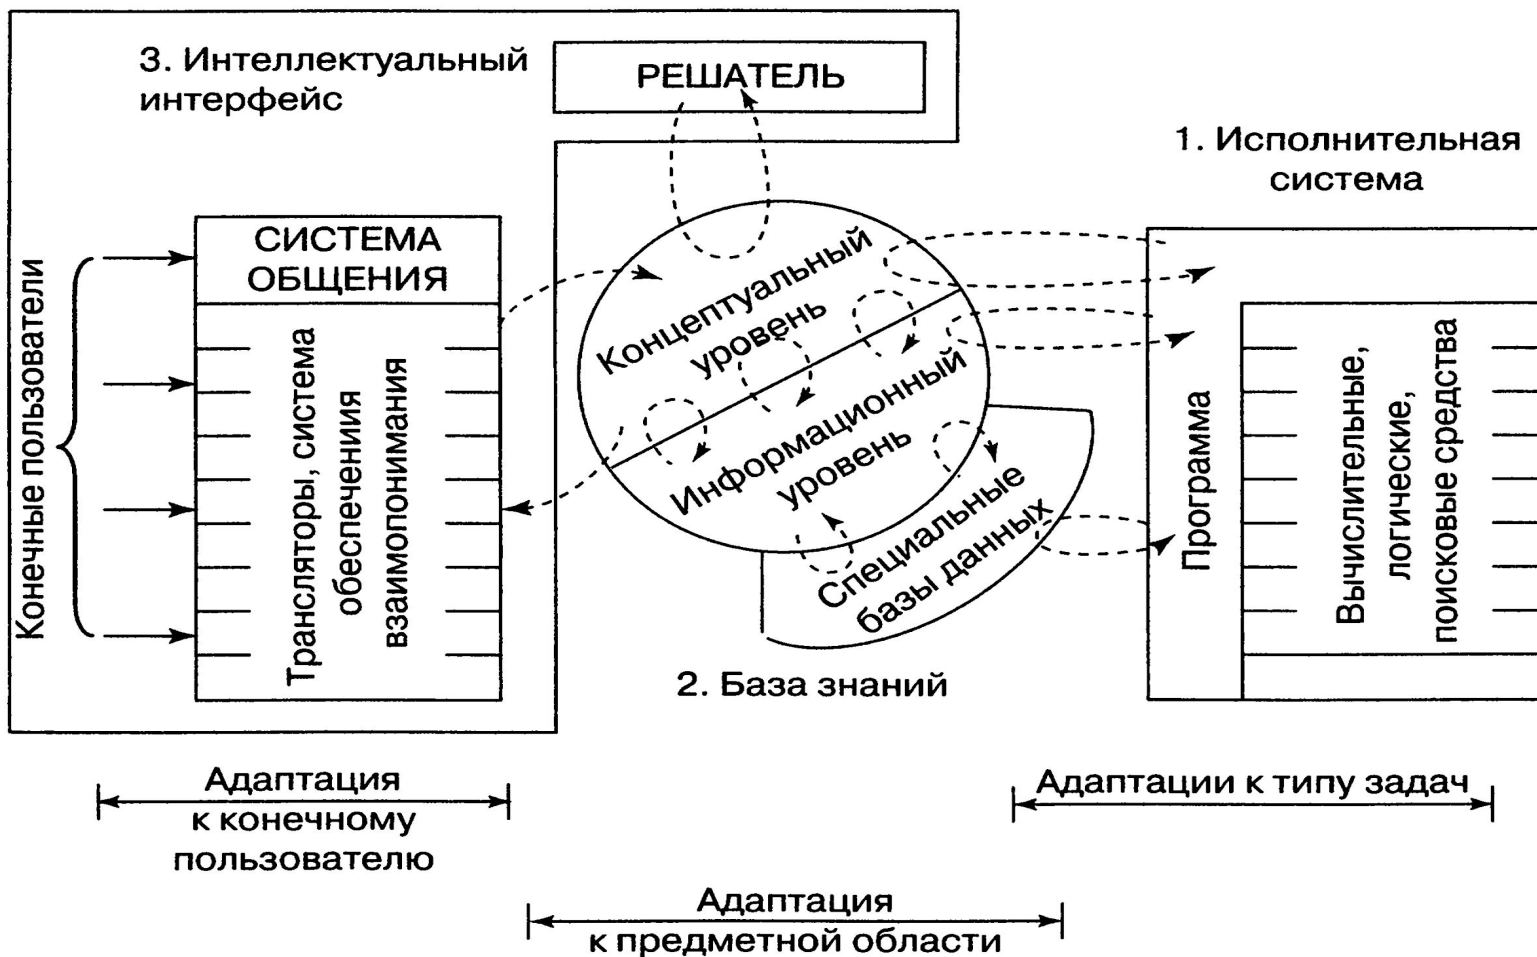 3. Интеллектуальный
интерфейс
РЕШАТЕЛЬ
1. Исполнительная
система
Конечные пользователи
СИСТЕМА
ОБЩЕНИЯ
Трансляторы, система
обеспечениия
взаимопонимания
Концептуальный
уровень
Информационный
уровень
Специальные
базы данных
2. База знаний
Программа
Вычислительные,
логические,
поисковые средства
Адаптация
к конечному
пользователю
Адаптации к типу задач
Адаптация
к предметной области